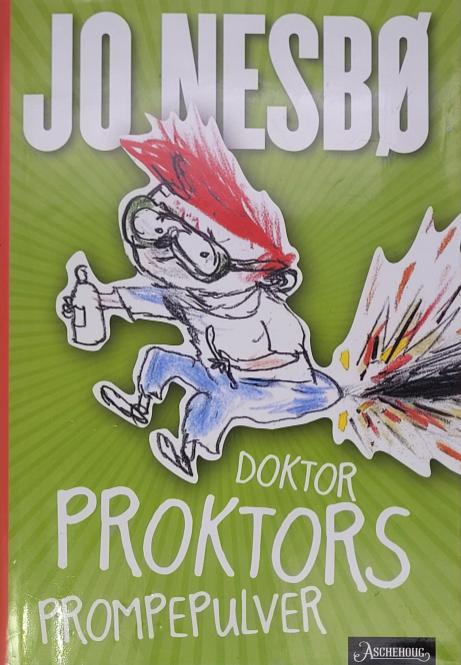 JO NESBØ
DOKTOR
PROKTORS
PROMPEPULVER
ASCHEHOUG